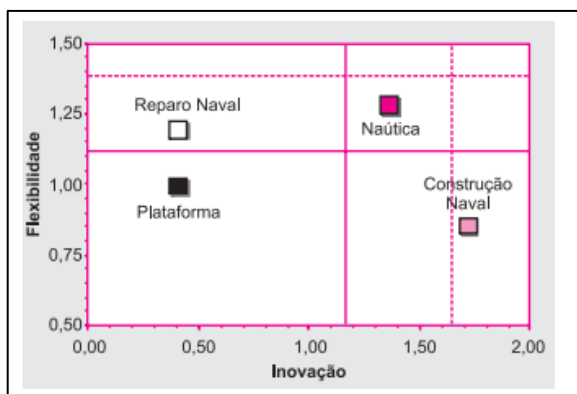 1,50
1,25
1,00
0,75
0,50
Flexibilidade
Reparo Naval
Naútica
Plataforma
Construção
Naval
0,00
0,50
1,00
1,50
2,00
Inovação